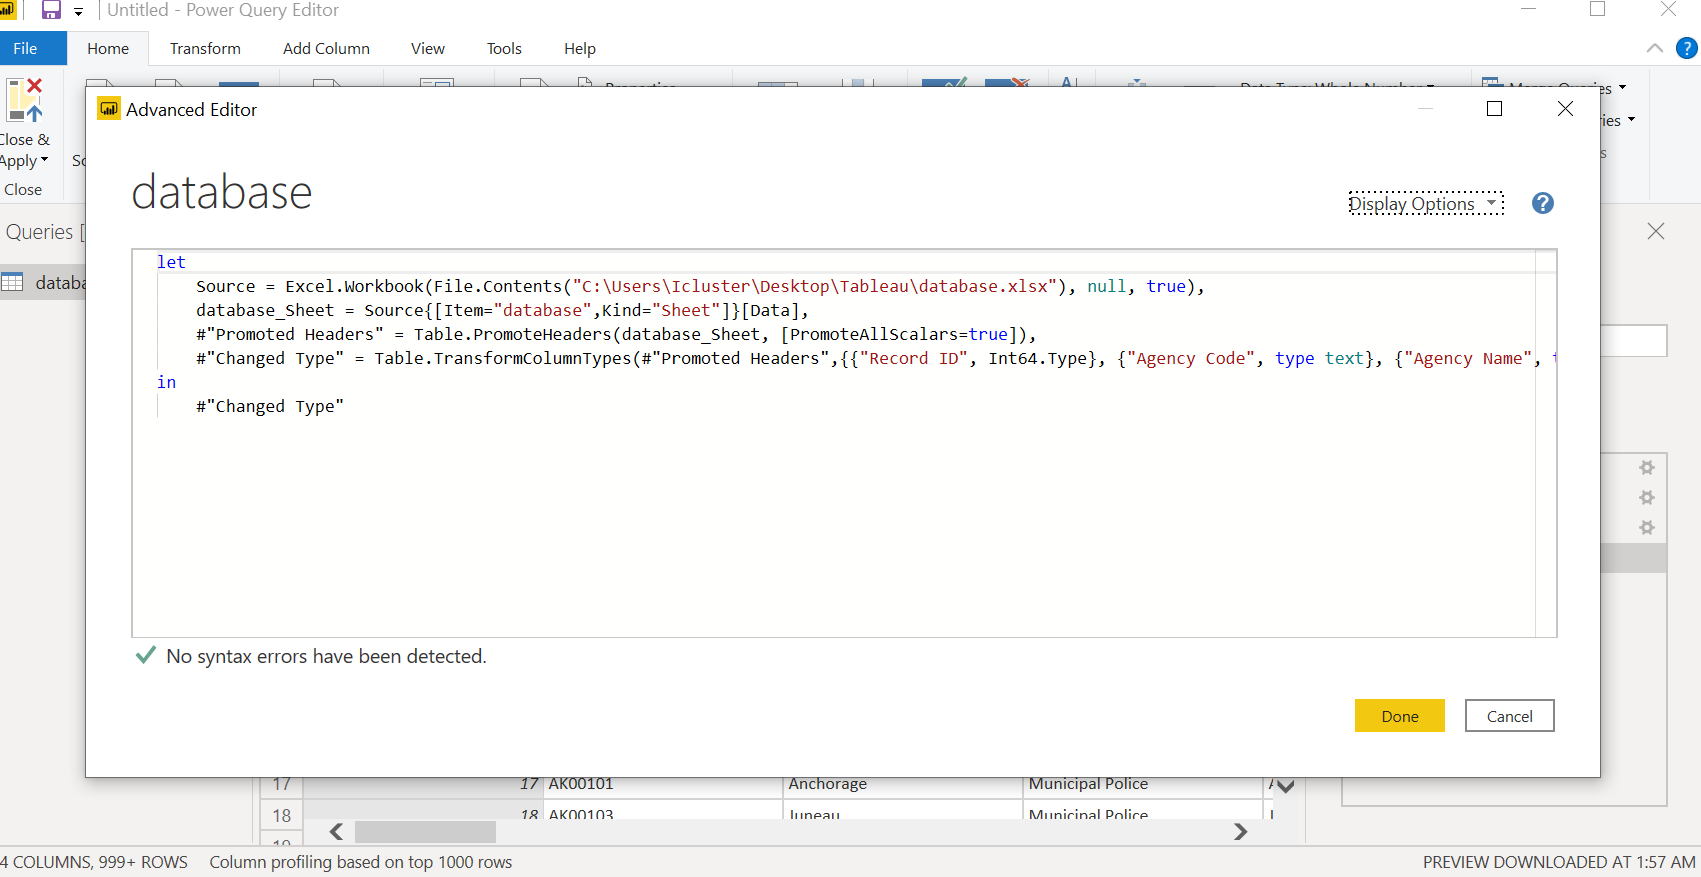 Untitled - Power Query Editor
File Home Transform Add Column View Tools Help
Close &
Apply
Close
Advanced Editor
database
Display Options
Queries [
let
Source = Excel.Workbook(File.Contents("C:\Users\Icluster\Desktop\Tableau\database.xlsx"), null, true),
database_Sheet = Source{[Item="database",Kind="Sheet"]}[Data],
#"Promoted Headers" = Table.PromoteHeaders(database_Sheet, [PromoteAllScalars=true]),
#"Changed Type" = Table.TransformColumnTypes(#"Promoted Headers",{{"Record ID", Int64.Type}, {"Agency Code", type text}, {"Agency Name", t
in
#"Changed Type"
No syntax errors have been detected.
Done Cancel
17 17 AK00101 Anchorage Municipal Police
18 18 AK00103 Juneau Municipal Police
4 COLUMNS, 999+ ROWS Column profiling based on top 1000 rows PREVIEW DOWNLOADED AT 1:57 AM